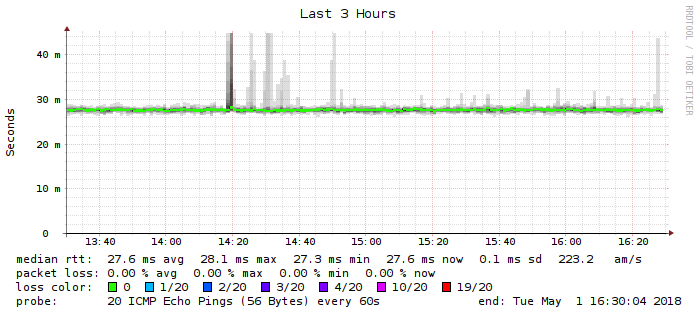 Last 3 Hours
RRDTOOL / TOBI OETIKER
Seconds
40 m
30 m
20 m
10 m
0
13:40 14:00 14:20 14:40 15:00 15:20 15:40 16:00 16:20
median rtt: 27.6 ms avg 28.1 ms max 27.3 ms min 27.6 ms now 0.1 ms sd 223.2 am/s
packet loss: 0.00 % avg 0.00 % max 0.00 % min 0.00 % now
loss color: 0 1/20 2/20 3/20 4/20 10/20 19/20
probe: 20 ICMP Echo Pings (56 Bytes) every 60s end: Tue May 1 16:30:04 2018